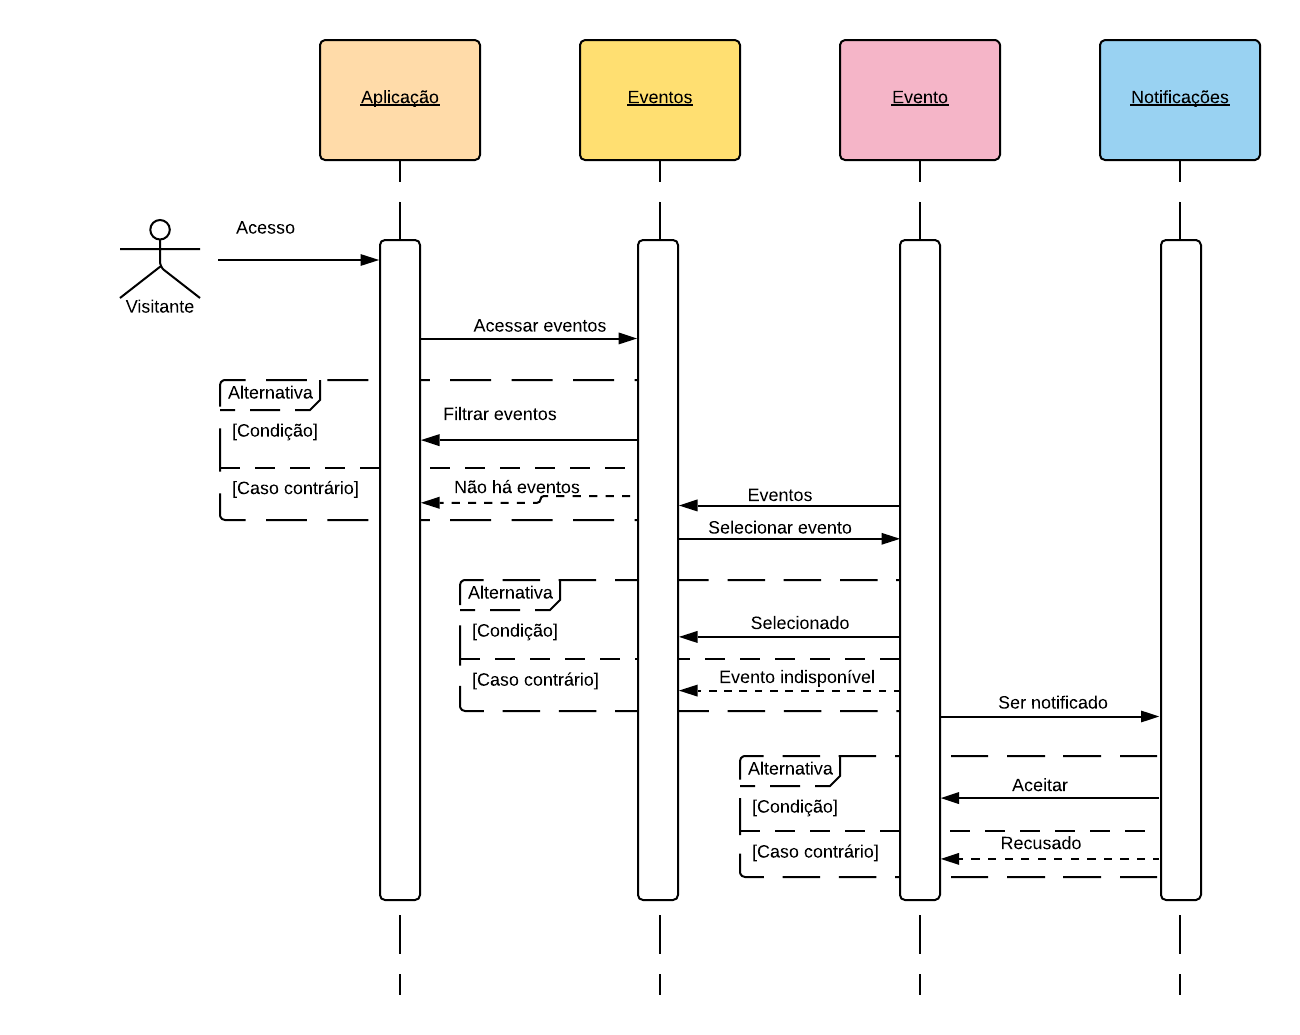 Aplicação
Eventos
Evento
Notificações
Acesso
Visitante
Acessar eventos
Alternativa
Filtrar eventos
[Condição]
Não há eventos
[Caso contrário]
Eventos
Selecionar evento
Alternativa
Selecionado
[Condição]
Evento indisponível
[Caso contrário]
Ser notificado
Alternativa
Aceitar
[Condição]
Recusado
[Caso contrário]